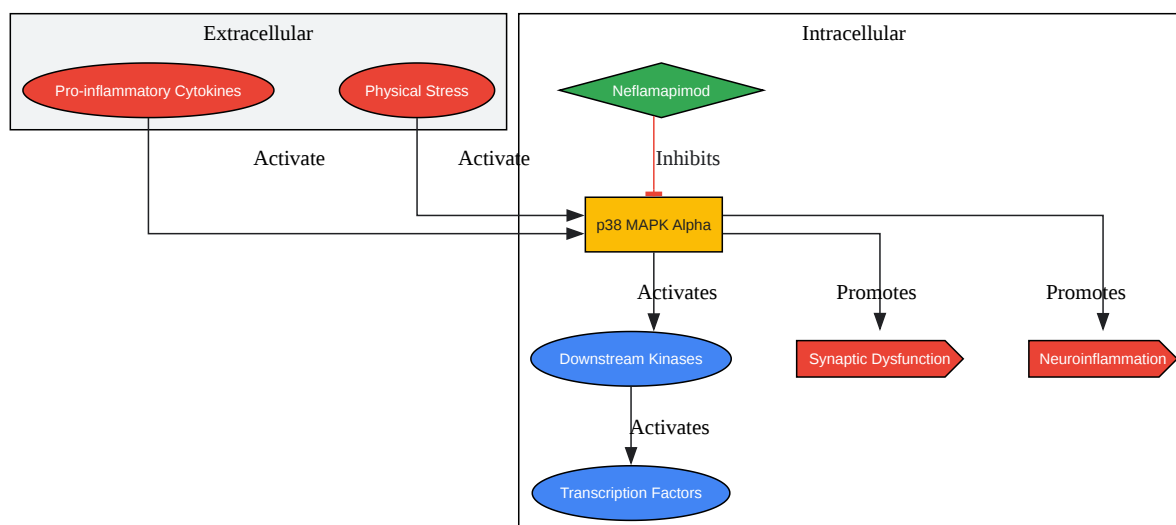 Extracellular
Intracellular
Pro-inflammatory Cytokines
Physical Stress
Neflamapimod
Activate
Activate
Inhibits
p38 MAPK Alpha
Activates
Promotes
Promotes
Downstream Kinases
Synaptic Dysfunction
Neuroinflammation
Activates
Transcription Factors